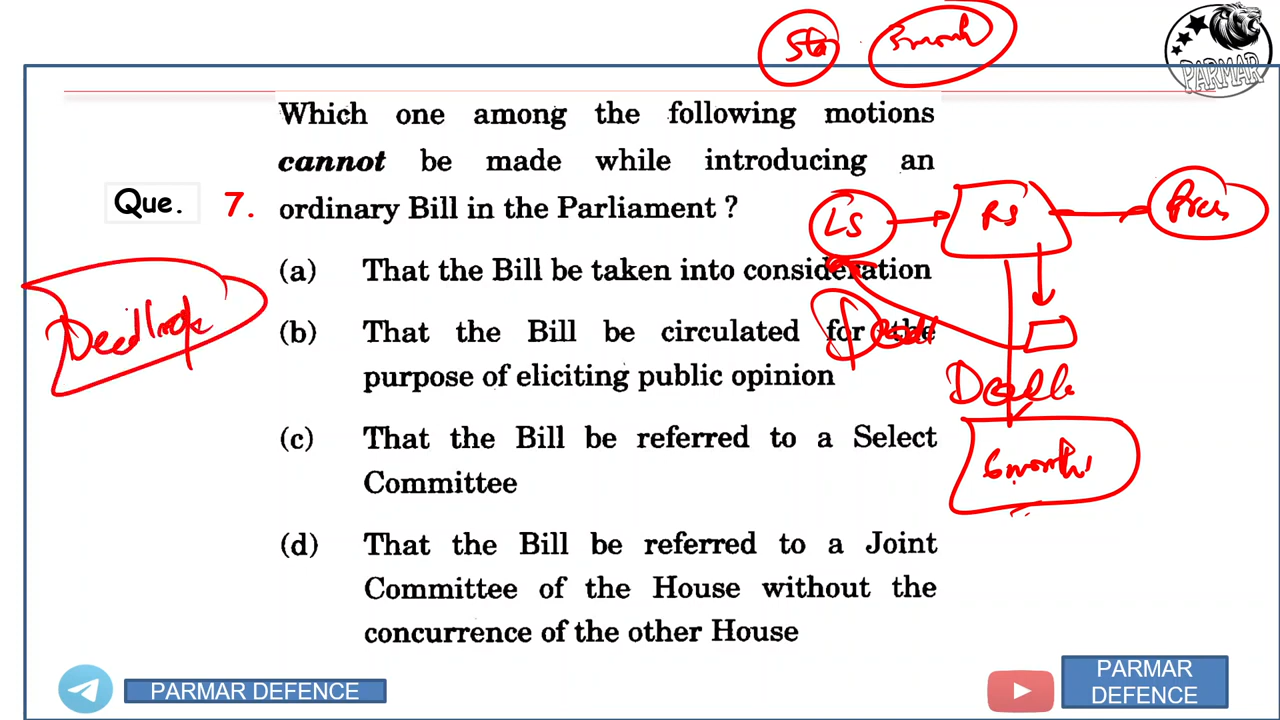 PARMAR
Which one among the following motions
cannot be made while introducing an
Que. 7. ordinary Bill in the Parliament ?
LS
RS
Pres
(a) That the Bill be taken into consideration
(b) That the Bill be circulated for the
purpose of eliciting public opinion
(c) That the Bill be referred to a Select
Committee
6 month
(d) That the Bill be referred to a Joint
Committee of the House without the
concurrence of the other House
PARMAR DEFENCE
PARMAR
DEFENCE